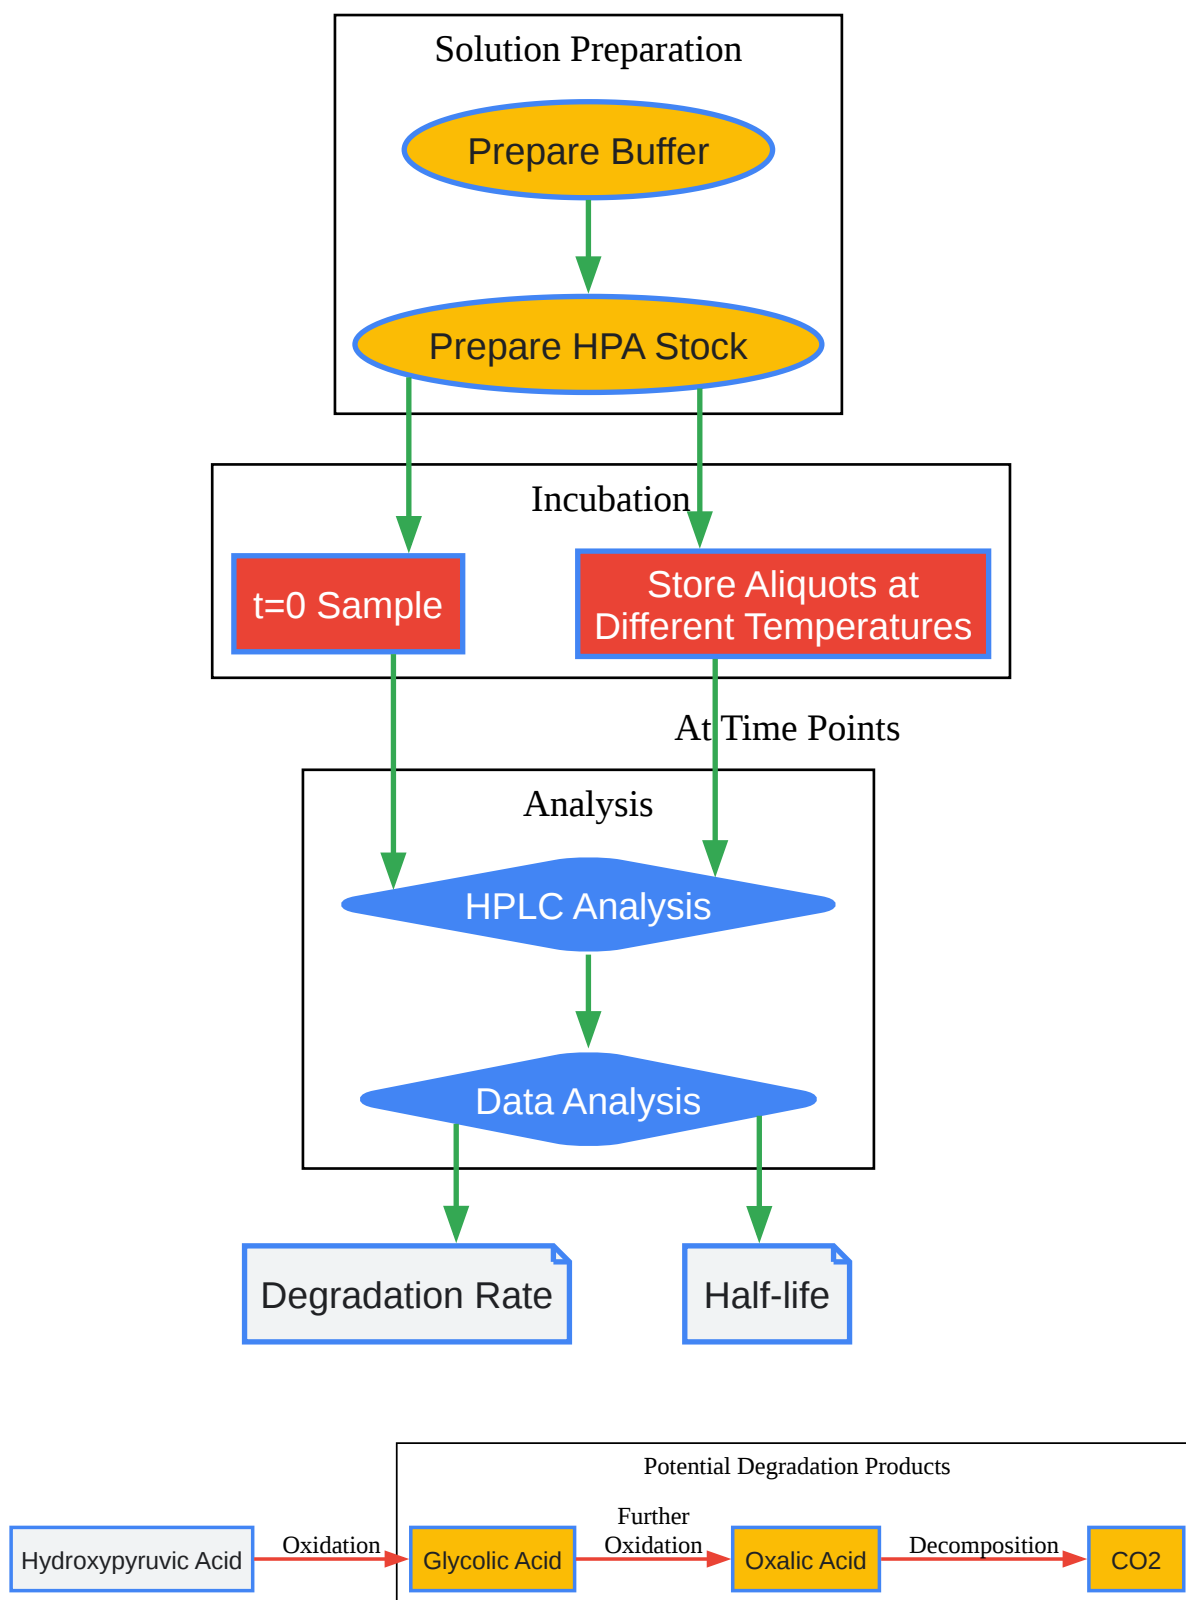 Solution Preparation
Prepare Buffer
Prepare HPA Stock
Incubation
t=0 Sample
Store Aliquots at
Different Temperatures
At Time Points
Analysis
HPLC Analysis
Data Analysis
Degradation Rate
Half-life
Potential Degradation Products
Hydroxypyruvic Acid
Oxidation
Glycolic Acid
Further
Oxidation
Oxalic Acid
Decomposition
CO2